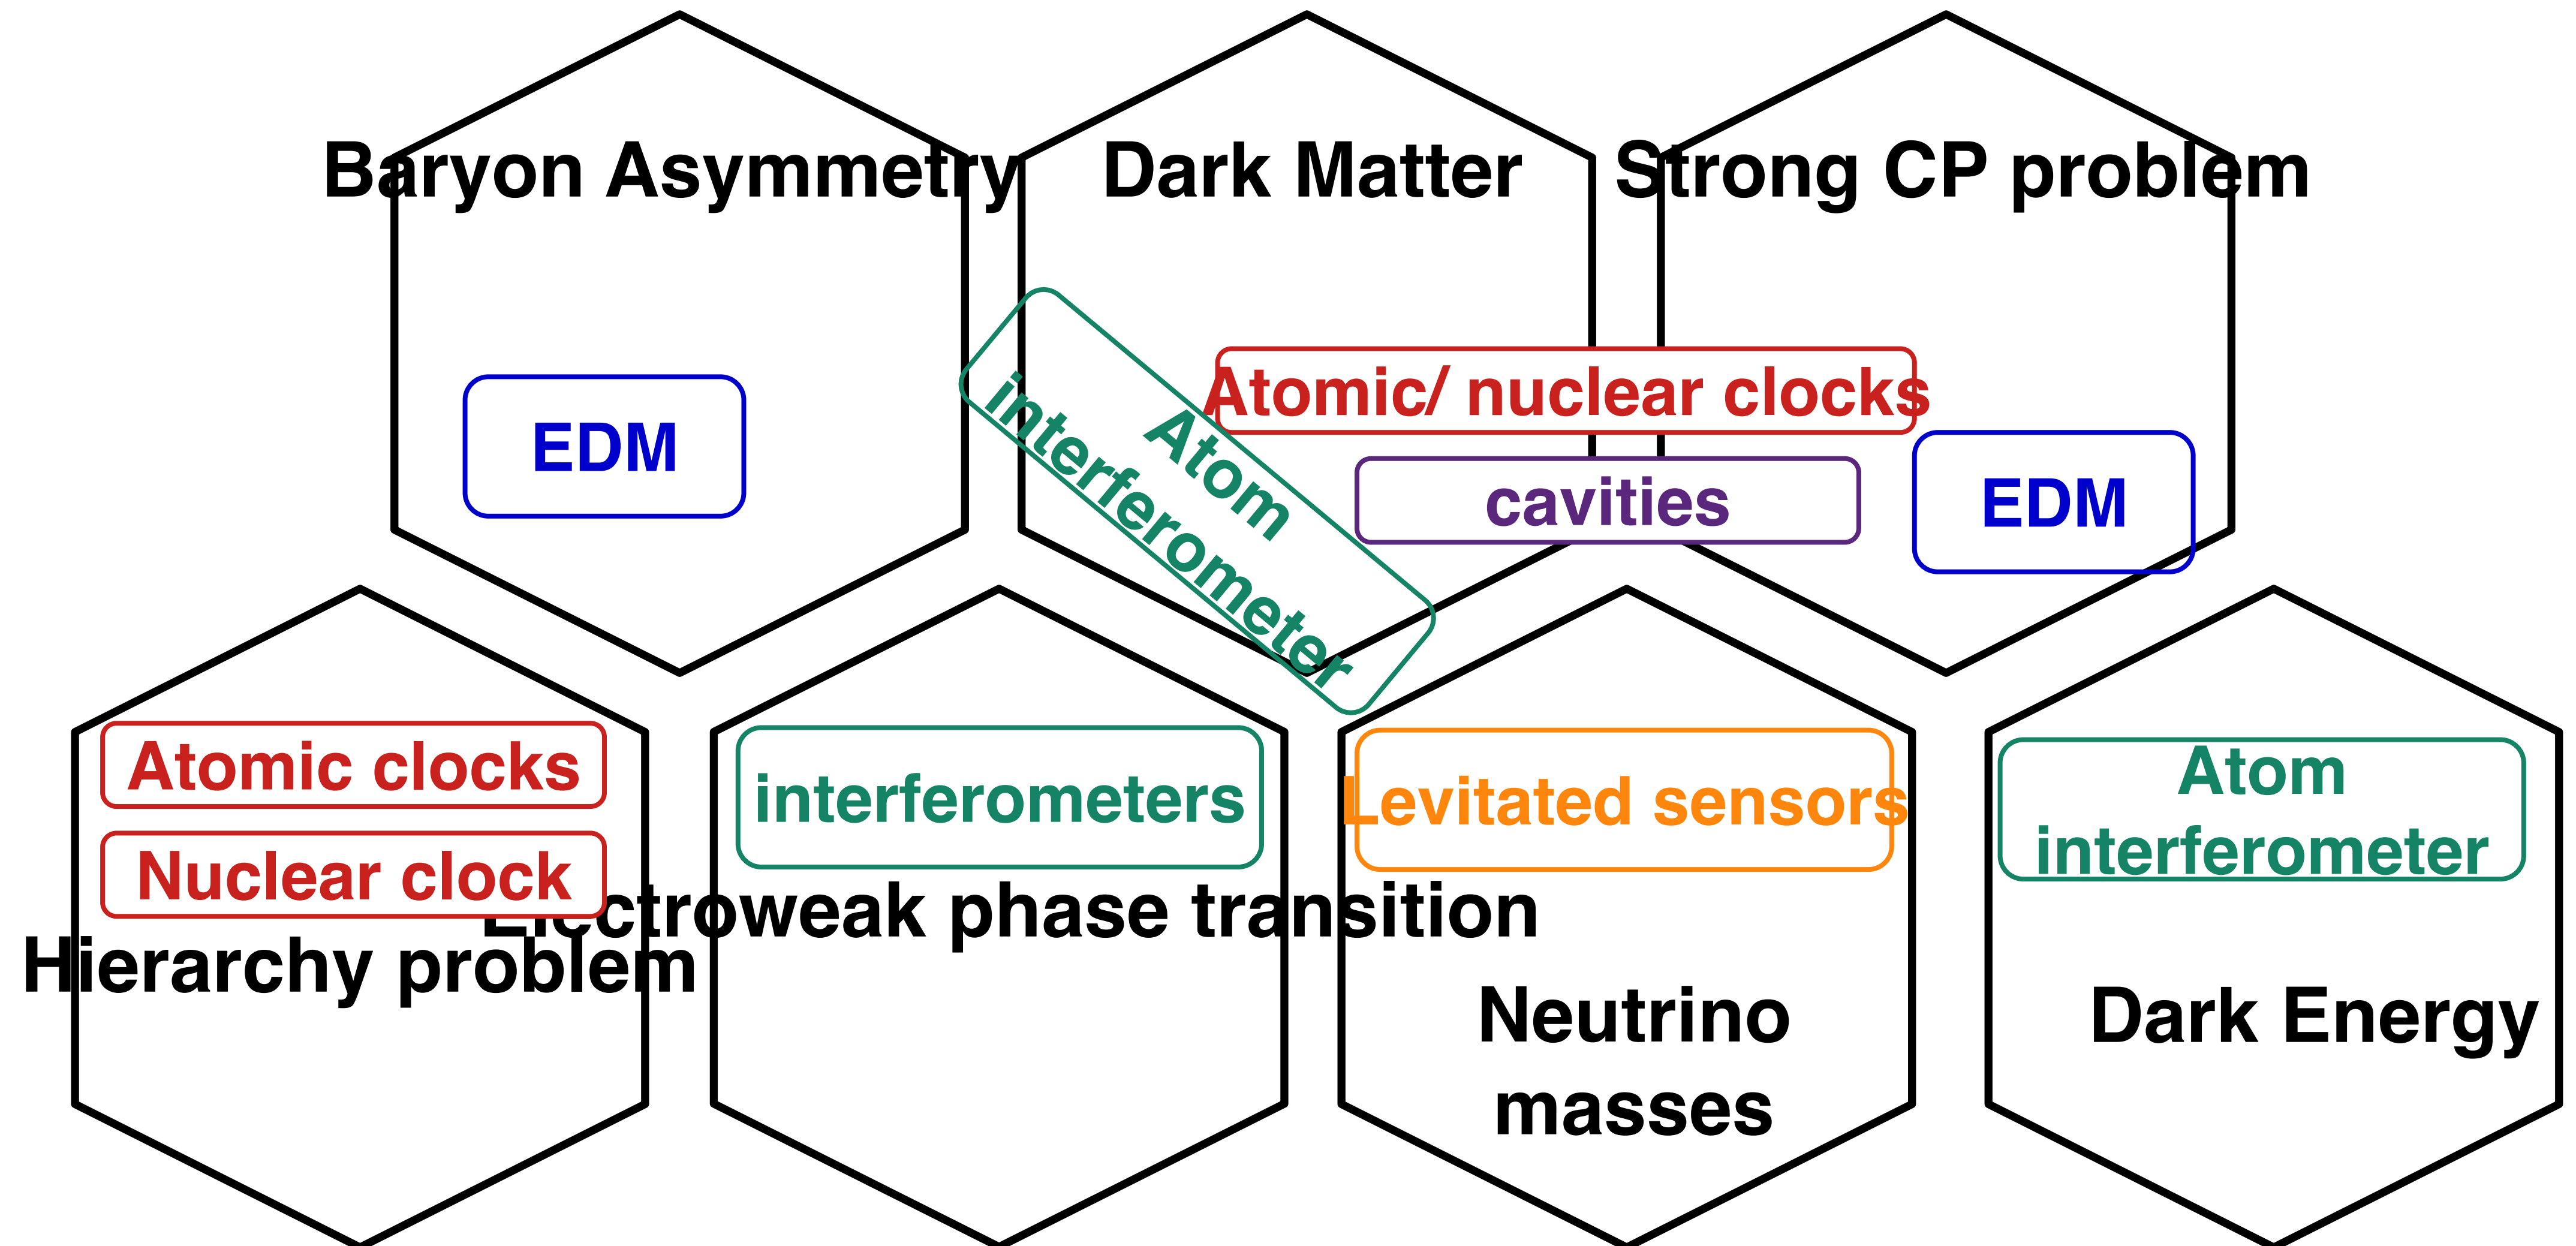 Baryon Asymmetry
Dark Matter
Strong CP problem
EDM
Atom
interferometer
Atomic/ nuclear clocks
cavities
EDM
Atomic clocks
Nuclear clock
Hierarchy problem
interferometers
Electroweak phase transition
Levitated sensors
Neutrino
masses
Atom
interferometer
Dark Energy